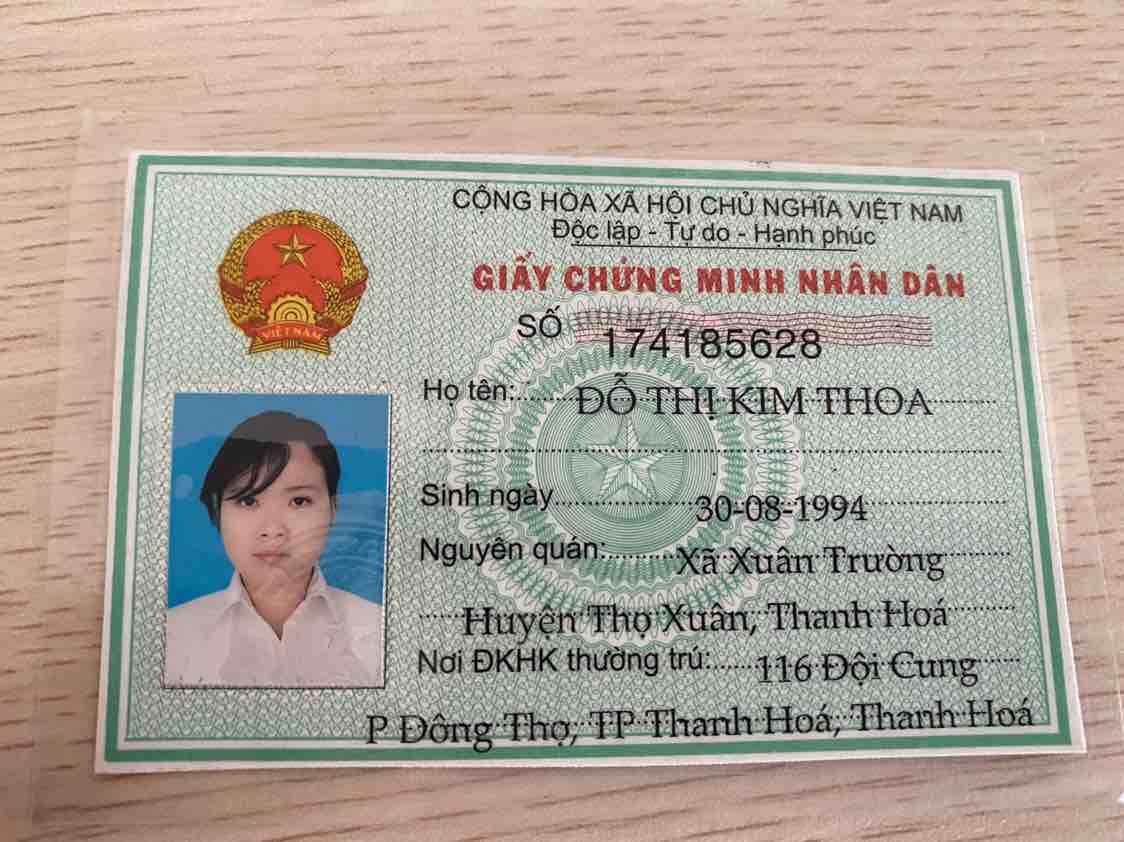 CỘNG HÒA XÃ HỘI CHỦ NGHĨA VIỆT NAM
Độc lập - Tự do - Hạnh phúc
GIẤY CHỨNG MINH NHÂN DÂN
SỐ 174185628
Họ tên: ĐỖ THỊ KIM THOA
Sinh ngày 30-08-1994
Nguyên quán: Xã Xuân Trường
Huyện Thọ Xuân, Thanh Hoá
Nơi ĐKHK thường trú: 116 Đội Cung
P Đông Thọ, TP Thanh Hoá, Thanh Hoá
VIỆT NAM